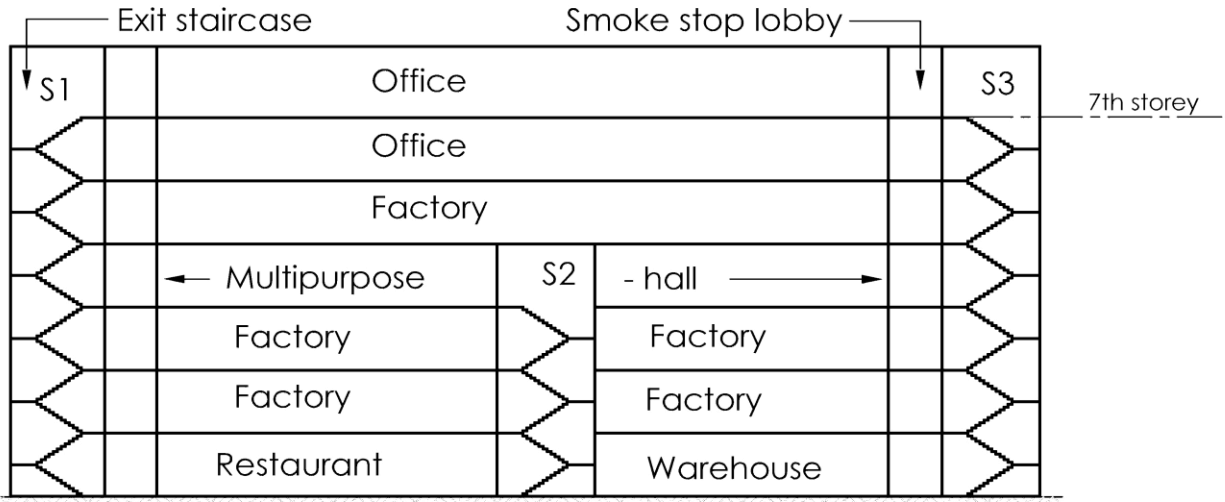 Exit staircase
Smoke stop lobby
S1
Office
S3
7th storey
Office
Factory
Multipurpose
S2
- hall
Factory
Factory
Factory
Factory
Restaurant
Warehouse